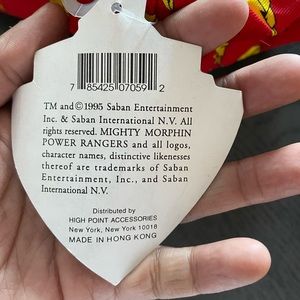 7 85425 07059 2
TM and ©1995 Saban Entertainment
Inc. & Saban International N.V. All
rights reserved. MIGHTY MORPHIN
POWER RANGERS and all logos,
character names, distinctive likenesses
thereof are trademarks of Saban
Entertainment, Inc., and Saban
International N.V.
Distributed by
HIGH POINT ACCESSORIES
New York, New York 10018
MADE IN HONG KONG